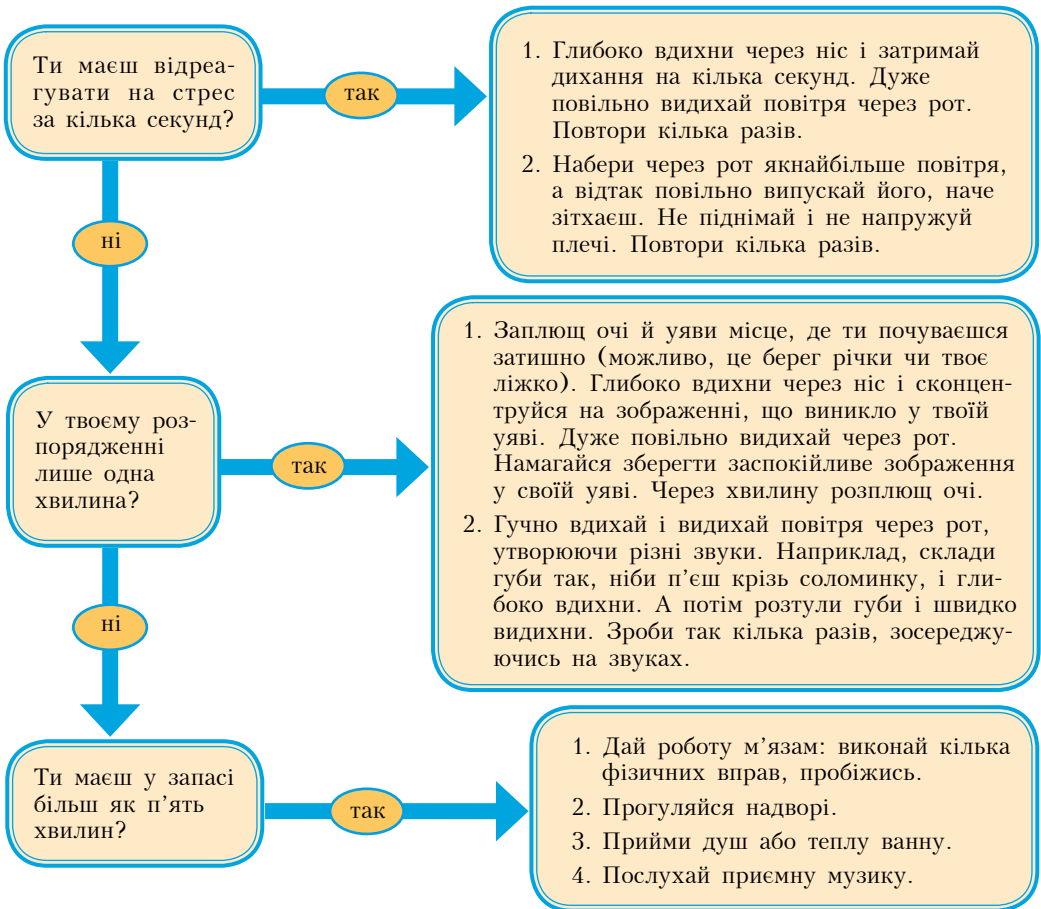 Ти маєш відреа-
гувати на стрес
за кілька секунд?
так
1. Глибоко вдихни через ніс і затримай
дихання на кілька секунд. Дуже
повільно видихай повітря через рот.
Повтори кілька разів.
2. Набери через рот якнайбільше повітря,
а відтак повільно випускай його, наче
зітхаєш. Не піднімай і не напружуй
плечі. Повтори кілька разів.
ні
У твоєму роз-
порядженні
лише одна
хвилина?
так
1. Заплющ очі й уяви місце, де ти почуваєшся
затишно (можливо, це берег річки чи твоє
ліжко). Глибоко вдихни через ніс і сконцен-
труйся на зображенні, що виникло у твоїй
уяві. Дуже повільно видихай через рот.
Намагайся зберегти заспокійливе зображення
у своїй уяві. Через хвилину розплющ очі.
2. Гучно вдихай і видихай повітря через рот,
утворюючи різні звуки. Наприклад, склади
губи так, ніби п’єш крізь соломинку, і гли-
боко вдихни. А потім розтули губи і швидко
видихни. Зроби так кілька разів, зосереджу-
ючись на звуках.
ні
Ти маєш у запасі
більш як п’ять
хвилин?
так
1. Дай роботу м’язам: виконай кілька
фізичних вправ, пробіжись.
2. Прогуляйся надворі.
3. Прийми душ або теплу ванну.
4. Послухай приємну музику.